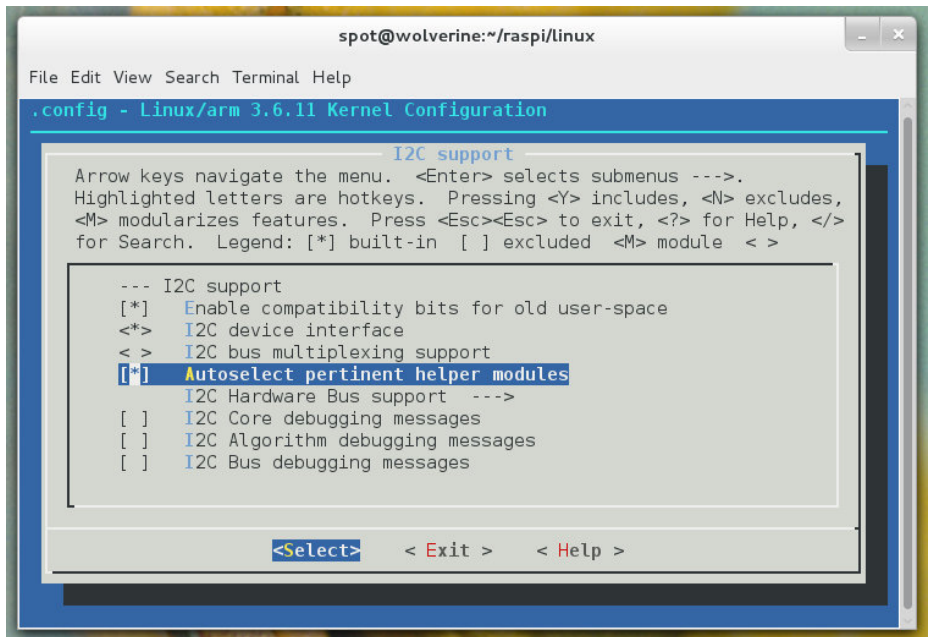 spot@wolverine:~/raspi/linux
File Edit View Search Terminal Help
.config - Linux/arm 3.6.11 Kernel Configuration
I2C support
Arrow keys navigate the menu. <Enter> selects submenus --->.
Highlighted letters are hotkeys. Pressing <Y> includes, <N> excludes,
<M> modularizes features. Press <Esc><Esc> to exit, <?> for Help, </>
for Search. Legend: [*] built-in [ ] excluded <M> module < >
--- I2C support
[*] Enable compatibility bits for old user-space
<*> I2C device interface
< > I2C bus multiplexing support
[*] Autoselect pertinent helper modules
I2C Hardware Bus support --->
[ ] I2C Core debugging messages
[ ] I2C Algorithm debugging messages
[ ] I2C Bus debugging messages
<Select> < Exit > < Help >